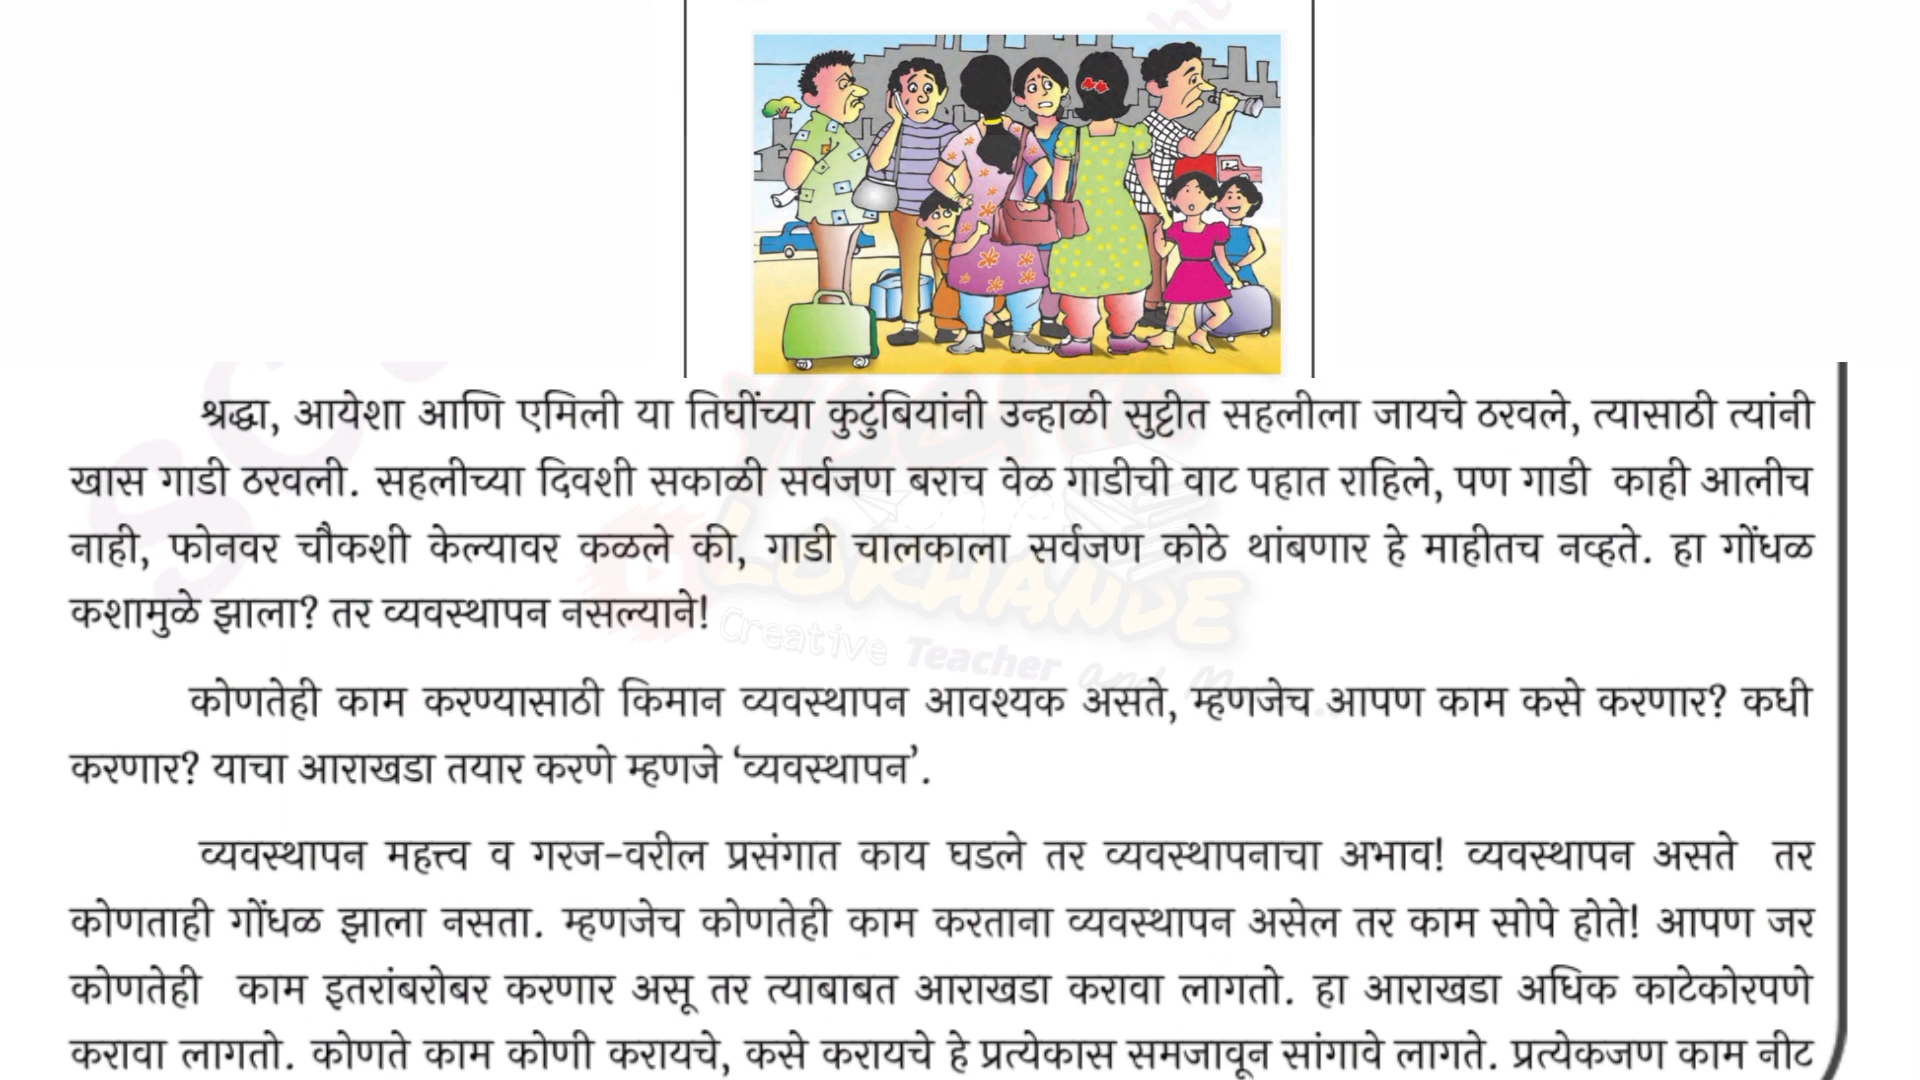 श्रद्धा, आयेशा आणि एमिली या तिघींच्या कुटुंबियांनी उन्हाळी सुट्टीत सहलीला जायचे ठरवले, त्यासाठी त्यांनी
खास गाडी ठरवली. सहलीच्या दिवशी सकाळी सर्वजण बराच वेळ गाडीची वाट पहात राहिले, पण गाडी काही आलीच
नाही, फोनवर चौकशी केल्यावर कळले की, गाडी चालकाला सर्वजण कोठे थांबणार हे माहीतच नव्हते. हा गोंधळ
कशामुळे झाला? तर व्यवस्थापन नसल्याने!
कोणतेही काम करण्यासाठी किमान व्यवस्थापन आवश्यक असते, म्हणजेच आपण काम कसे करणार? कधी
करणार? याचा आराखडा तयार करणे म्हणजे ‘व्यवस्थापन’.
व्यवस्थापन महत्त्व व गरज-वरील प्रसंगात काय घडले तर व्यवस्थापनाचा अभाव! व्यवस्थापन असते तर
कोणताही गोंधळ झाला नसता. म्हणजेच कोणतेही काम करताना व्यवस्थापन असेल तर काम सोपे होते! आपण जर
कोणतेही काम इतरांबरोबर करणार असू तर त्याबाबत आराखडा करावा लागतो. हा आराखडा अधिक काटेकोरपणे
करावा लागतो. कोणते काम कोणी करायचे, कसे करायचे हे प्रत्येकास समजावून सांगावे लागते. प्रत्येकजण काम नीट
LOKHANDE
Creative Teacher and